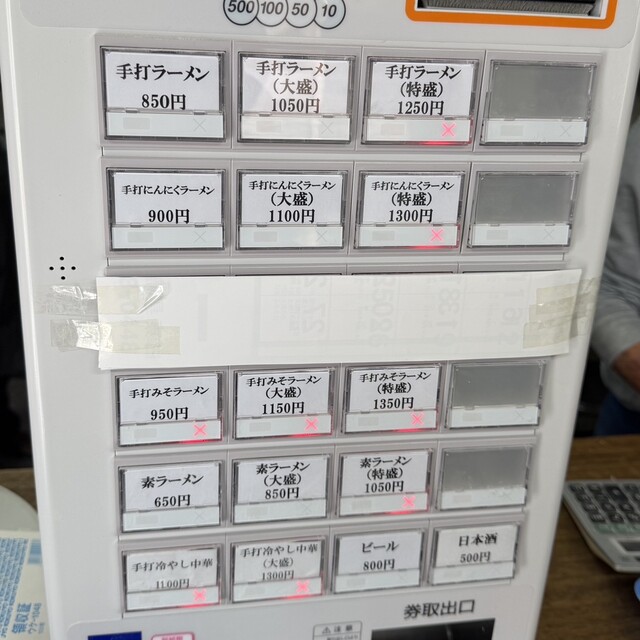 500 100 50 10
手打ラーメン
850円
手打ラーメン
(大盛)
1050円
手打ラーメン
(特盛)
1250円
手打にんにくラーメン
900円
手打にんにくラーメン
(大盛)
1100円
手打にんにくラーメン
(特盛)
1300円
手打みそラーメン
950円
手打みそラーメン
(大盛)
1150円
手打みそラーメン
(特盛)
1350円
素ラーメン
650円
素ラーメン
(大盛)
850円
素ラーメン
(特盛)
1050円
手打冷やし中華
1100円
手打冷やし中華
(大盛)
1300円
ビール
800円
日本酒
500円
券取出口
注意
領収証